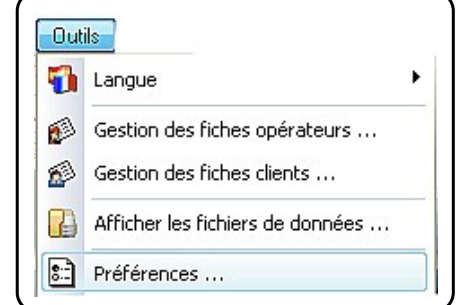 Outils
Langue
Gestion des fiches opérateurs ...
Gestion des fiches clients ...
Afficher les fichiers de données ...
Préférences ...